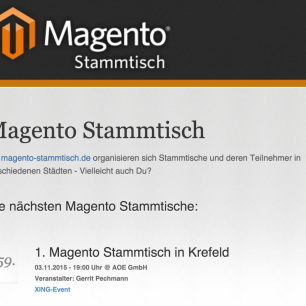 Magento®
Stammtisch
Magento Stammtisch
magento-stammtisch.de organisieren sich Stammtische und deren Teilnehmer in
schiedenen Städten - Vielleicht auch Du?
e nächsten Magento Stammtische:
59.
1. Magento Stammtisch in Krefeld
03.11.2015 - 19:00 Uhr @ AOE GmbH
Veranstalter: Gerrit Pechmann
XING-Event